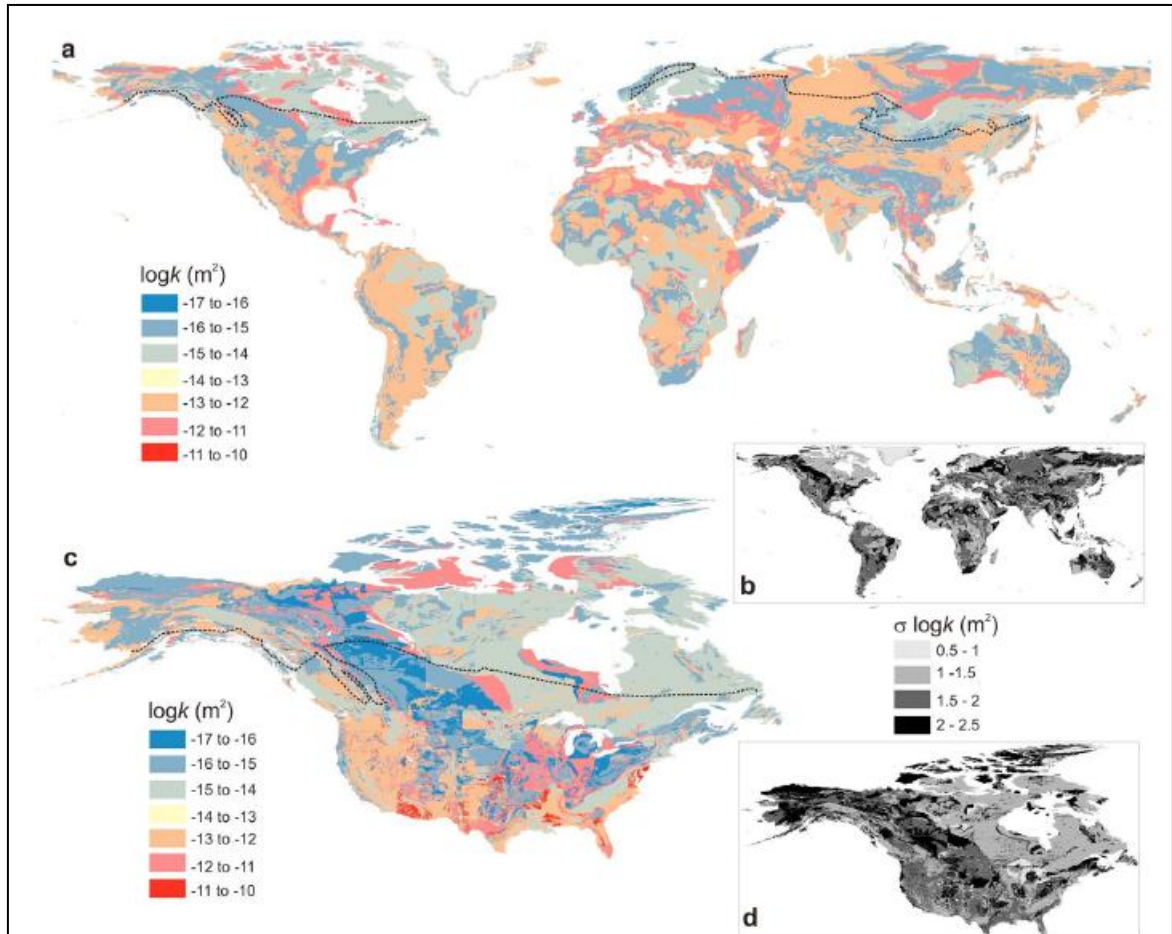 a
logk (m²)
-17 to -16
-16 to -15
-15 to -14
-14 to -13
-13 to -12
-12 to -11
-11 to -10
b
c
σ logk (m²)
0.5 - 1
1 -1.5
1.5 - 2
2 - 2.5
logk (m²)
-17 to -16
-16 to -15
-15 to -14
-14 to -13
-13 to -12
-12 to -11
-11 to -10
d